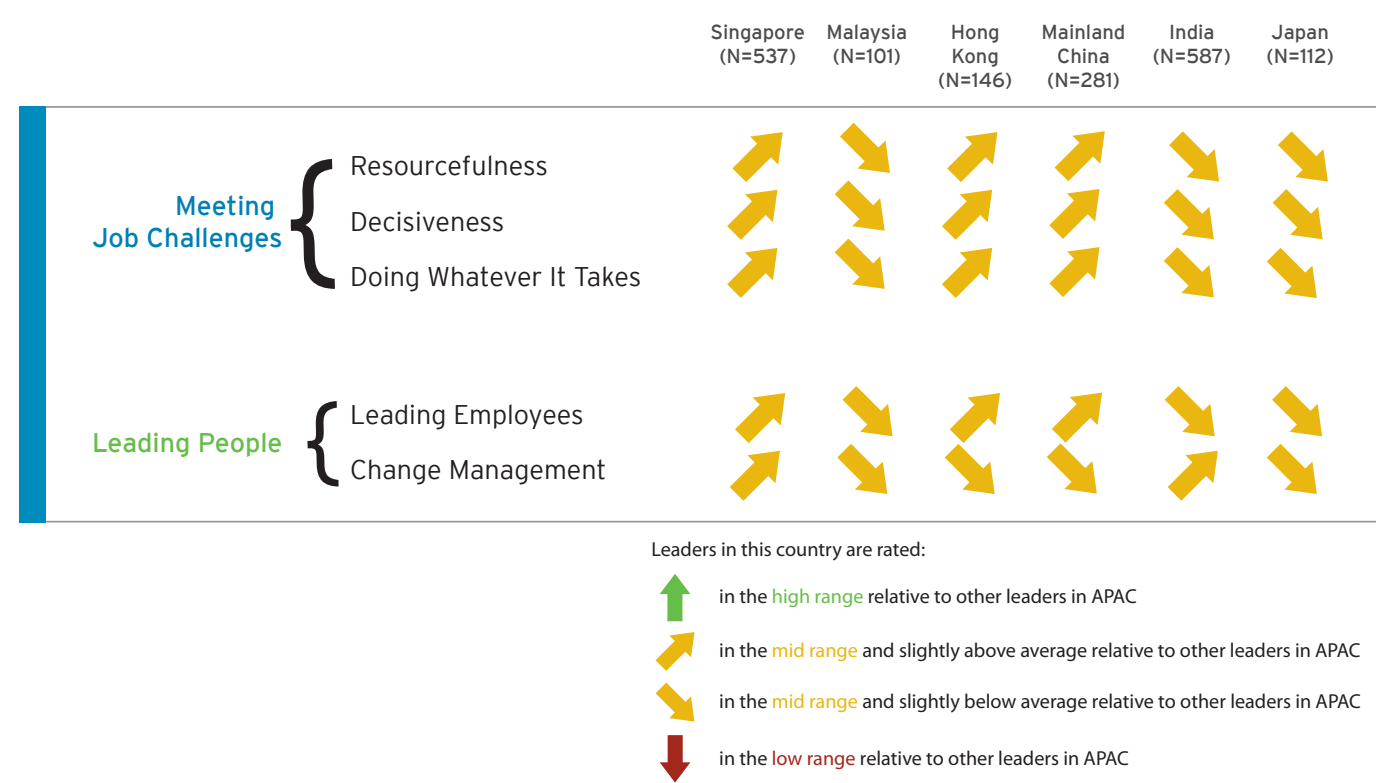 Singapore
(N=537)
Malaysia
(N=101)
Hong
Kong
(N=146)
Mainland
China
(N=281)
India
(N=587)
Japan
(N=112)
Meeting
Job Challenges
Resourcefulness
Decisiveness
Doing Whatever It Takes
Leading People
Leading Employees
Change Management
Leaders in this country are rated:
in the high range relative to other leaders in APAC
in the mid range and slightly above average relative to other leaders in APAC
in the mid range and slightly below average relative to other leaders in APAC
in the low range relative to other leaders in APAC